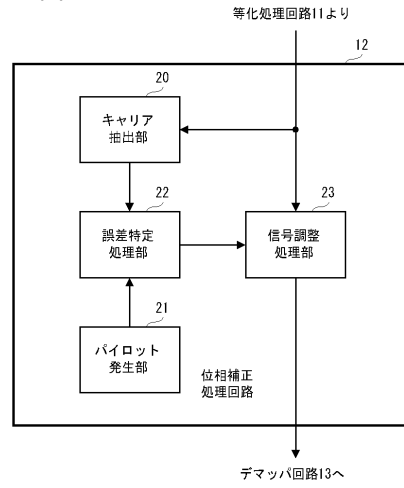 等化処理回路11より
12
20
キャリア
抽出部
22
23
誤差特定
処理部
信号調整
処理部
21
パイロット
発生部
位相補正
処理回路
デマッパ回路13へ